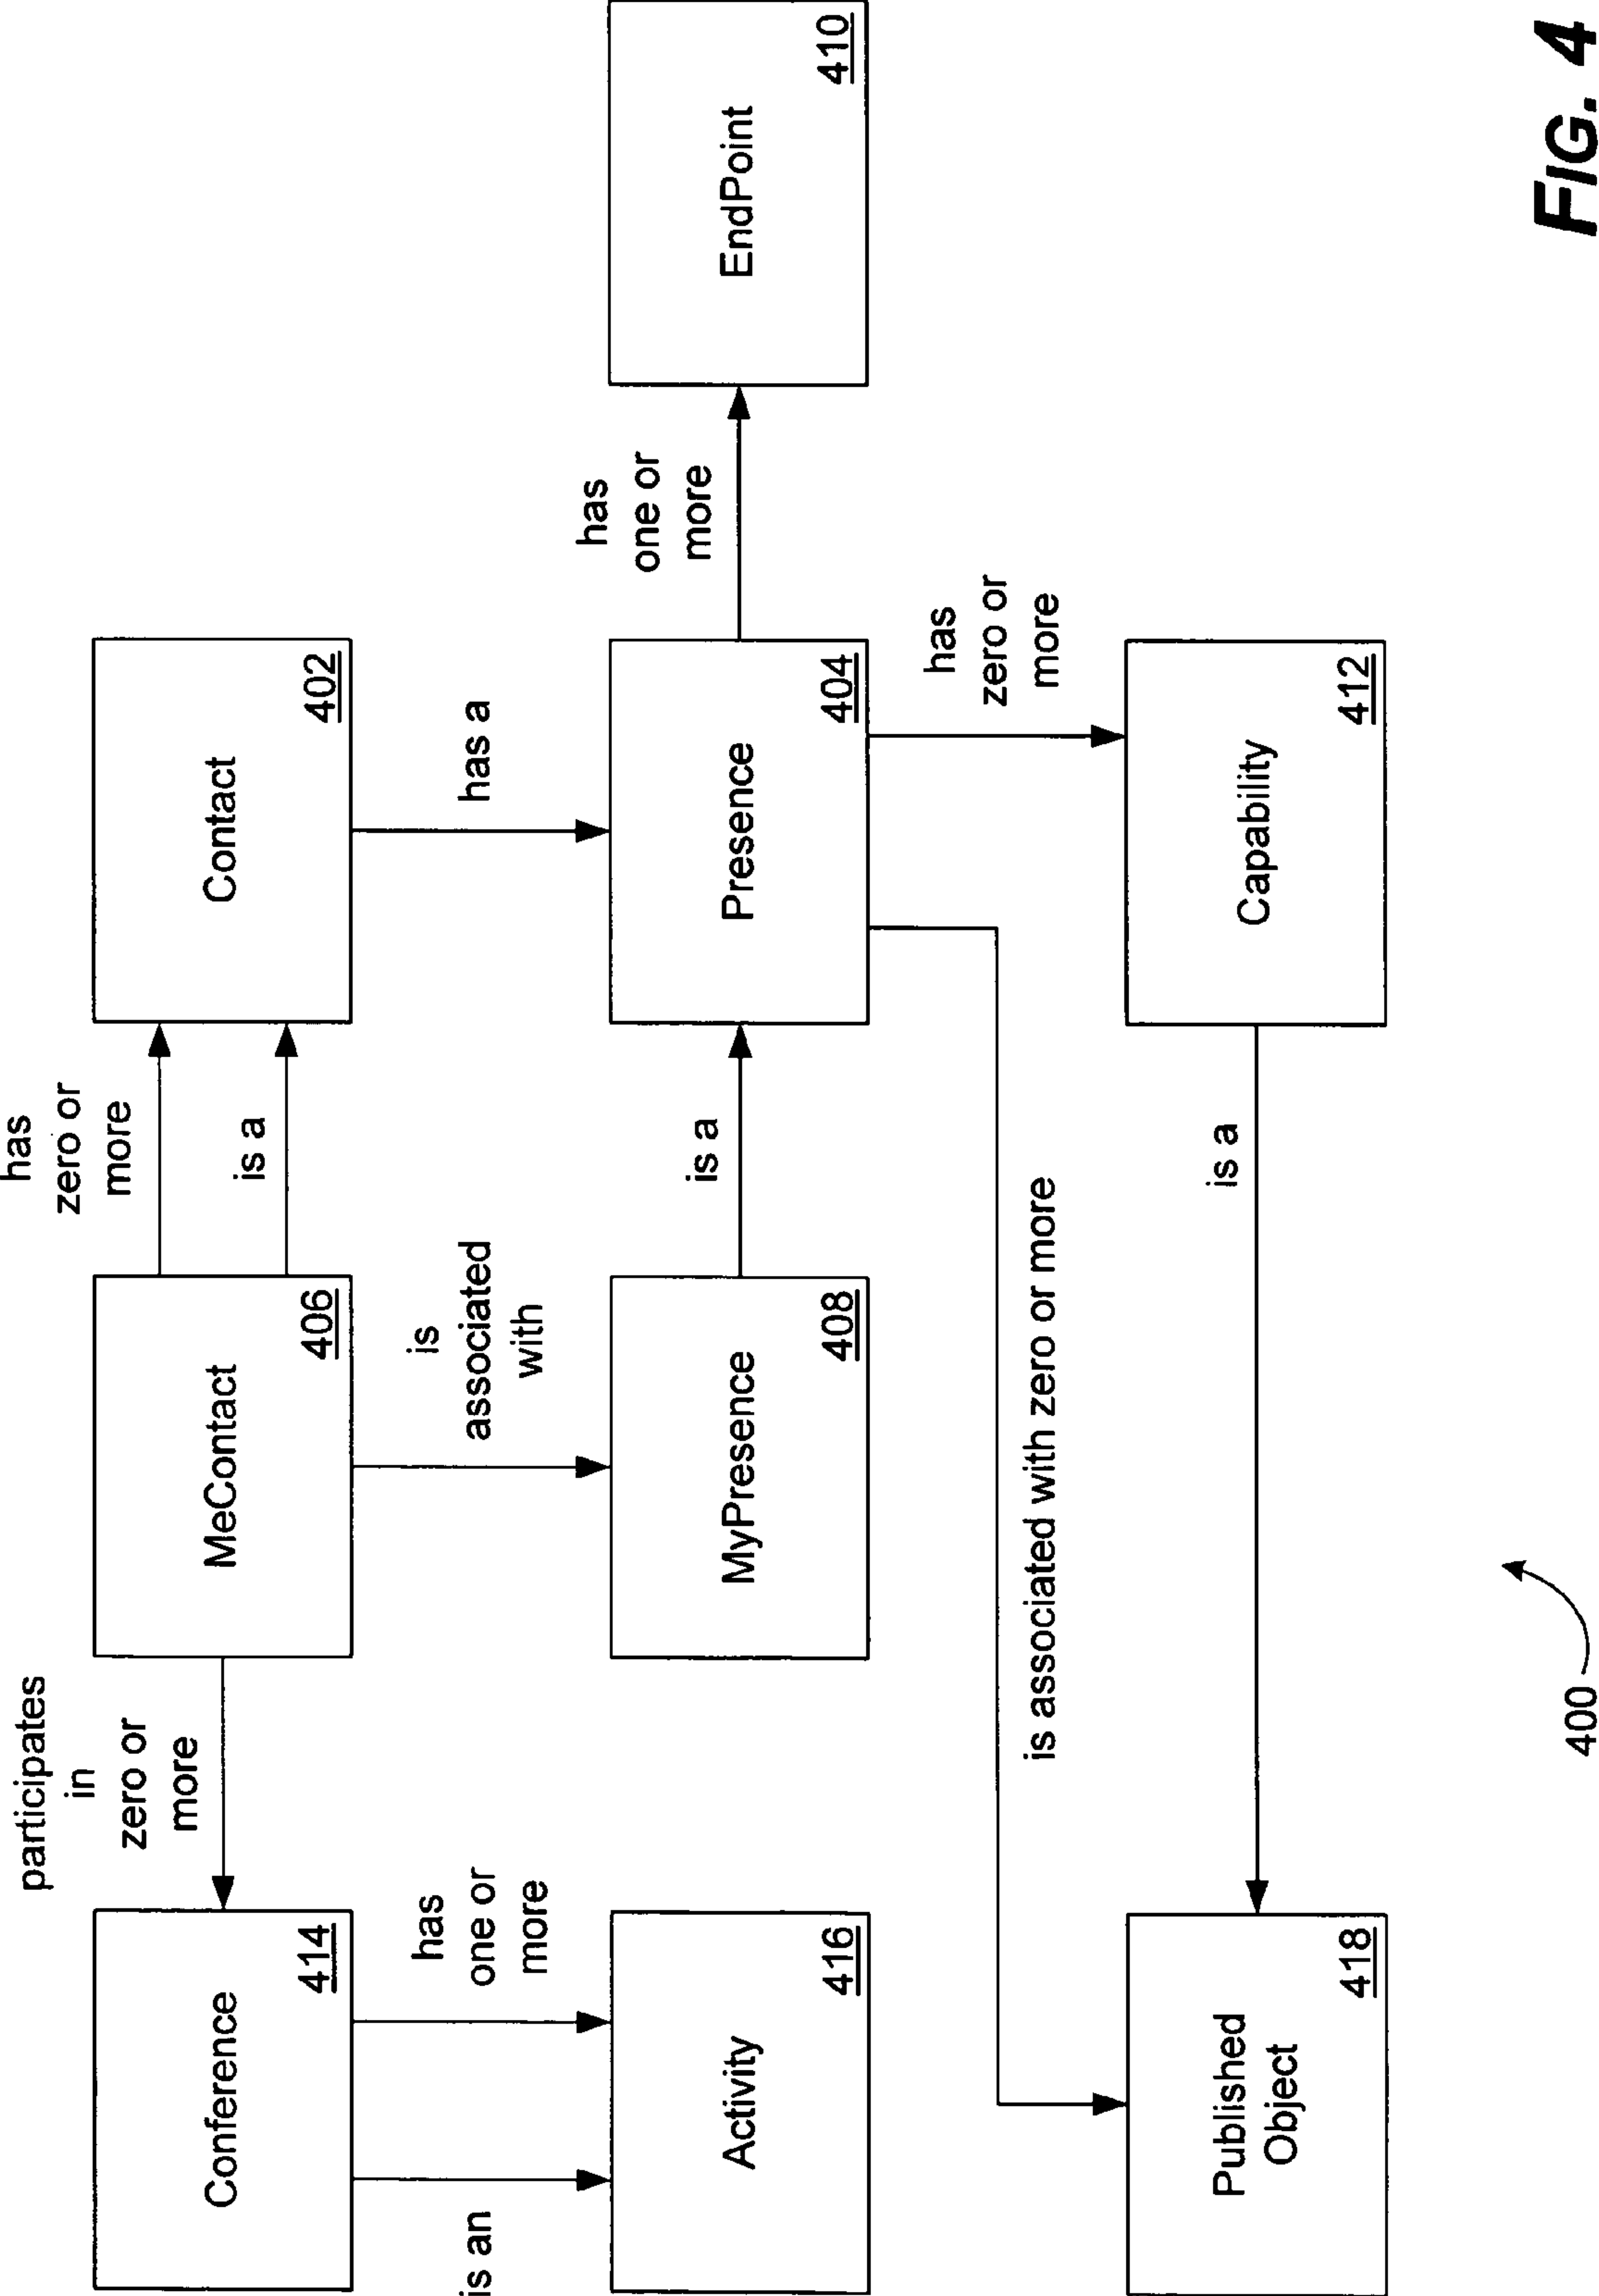 participates
in
zero or
more
has
zero or
more
is a
Conference
414
MeContact
406
Contact
402
is an
has
one or
more
is
associated
with
has a
Activity
416
MyPresence
408
is a
Presence
404
has
one or
more
EndPoint
410
is associated with zero or more
has
zero or
more
Published
Object
418
is a
Capability
412
400
FIG. 4